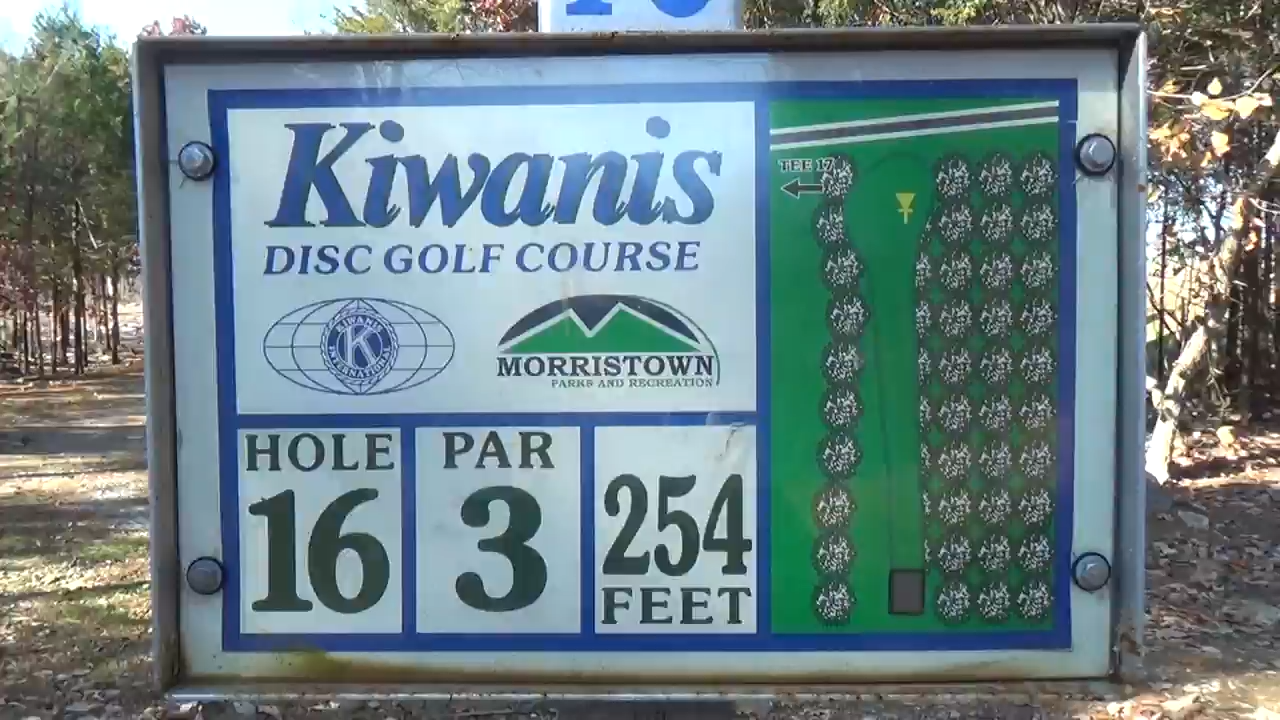 Kiwanis
DISC GOLF COURSE
KIWANIS
K
INTERNATIONAL
MORRISTOWN
PARKS AND RECREATION
HOLE
16
PAR
3
254
FEET
TEE 17